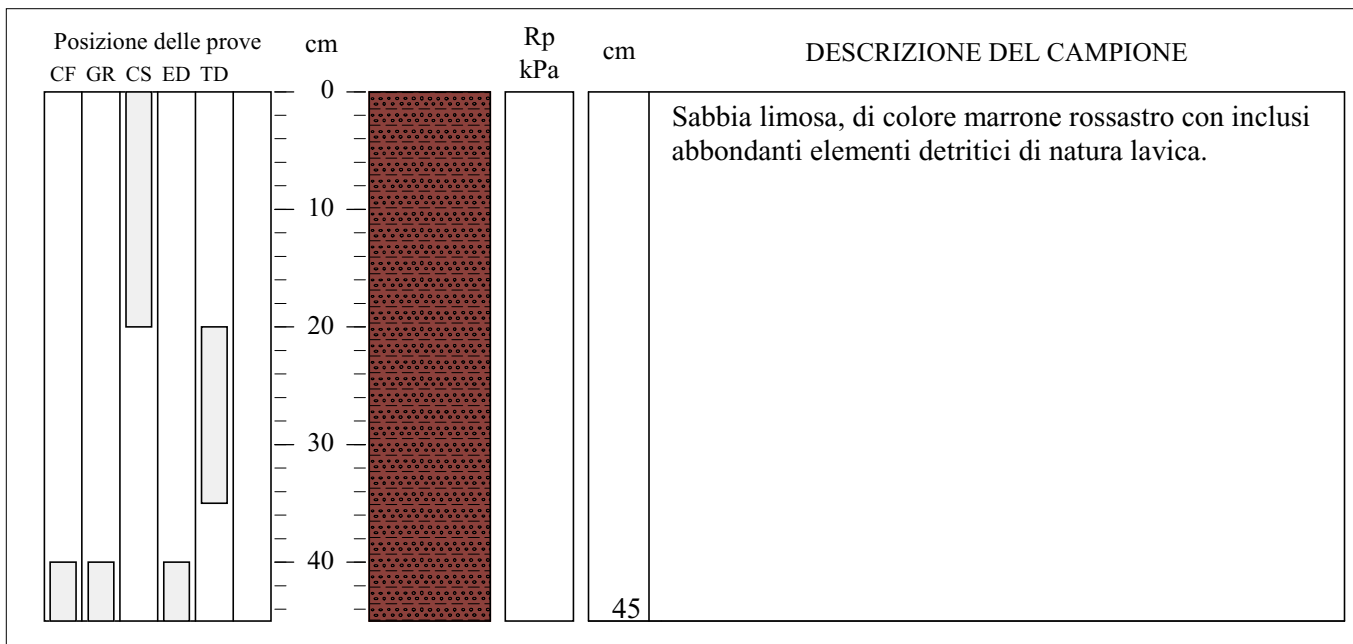 Posizione delle prove
CF GR CS ED TD
cm
Rp
kPa
cm
DESCRIZIONE DEL CAMPIONE
0
10
20
30
40
45
Sabbia limosa, di colore marrone rossastro con inclusi
abbondanti elementi detritici di natura lavica.